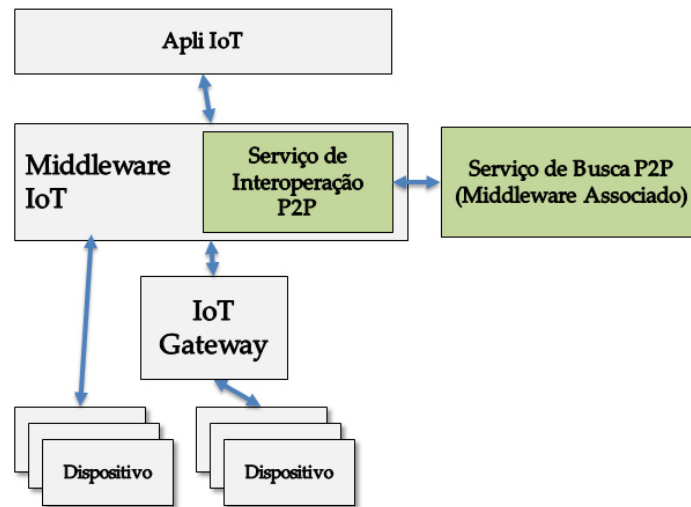 Apli IoT
Middleware
IoT
Serviço de
Interoperação
P2P
Serviço de Busca P2P
(Middleware Associado)
IoT
Gateway
Dispositivo
Dispositivo